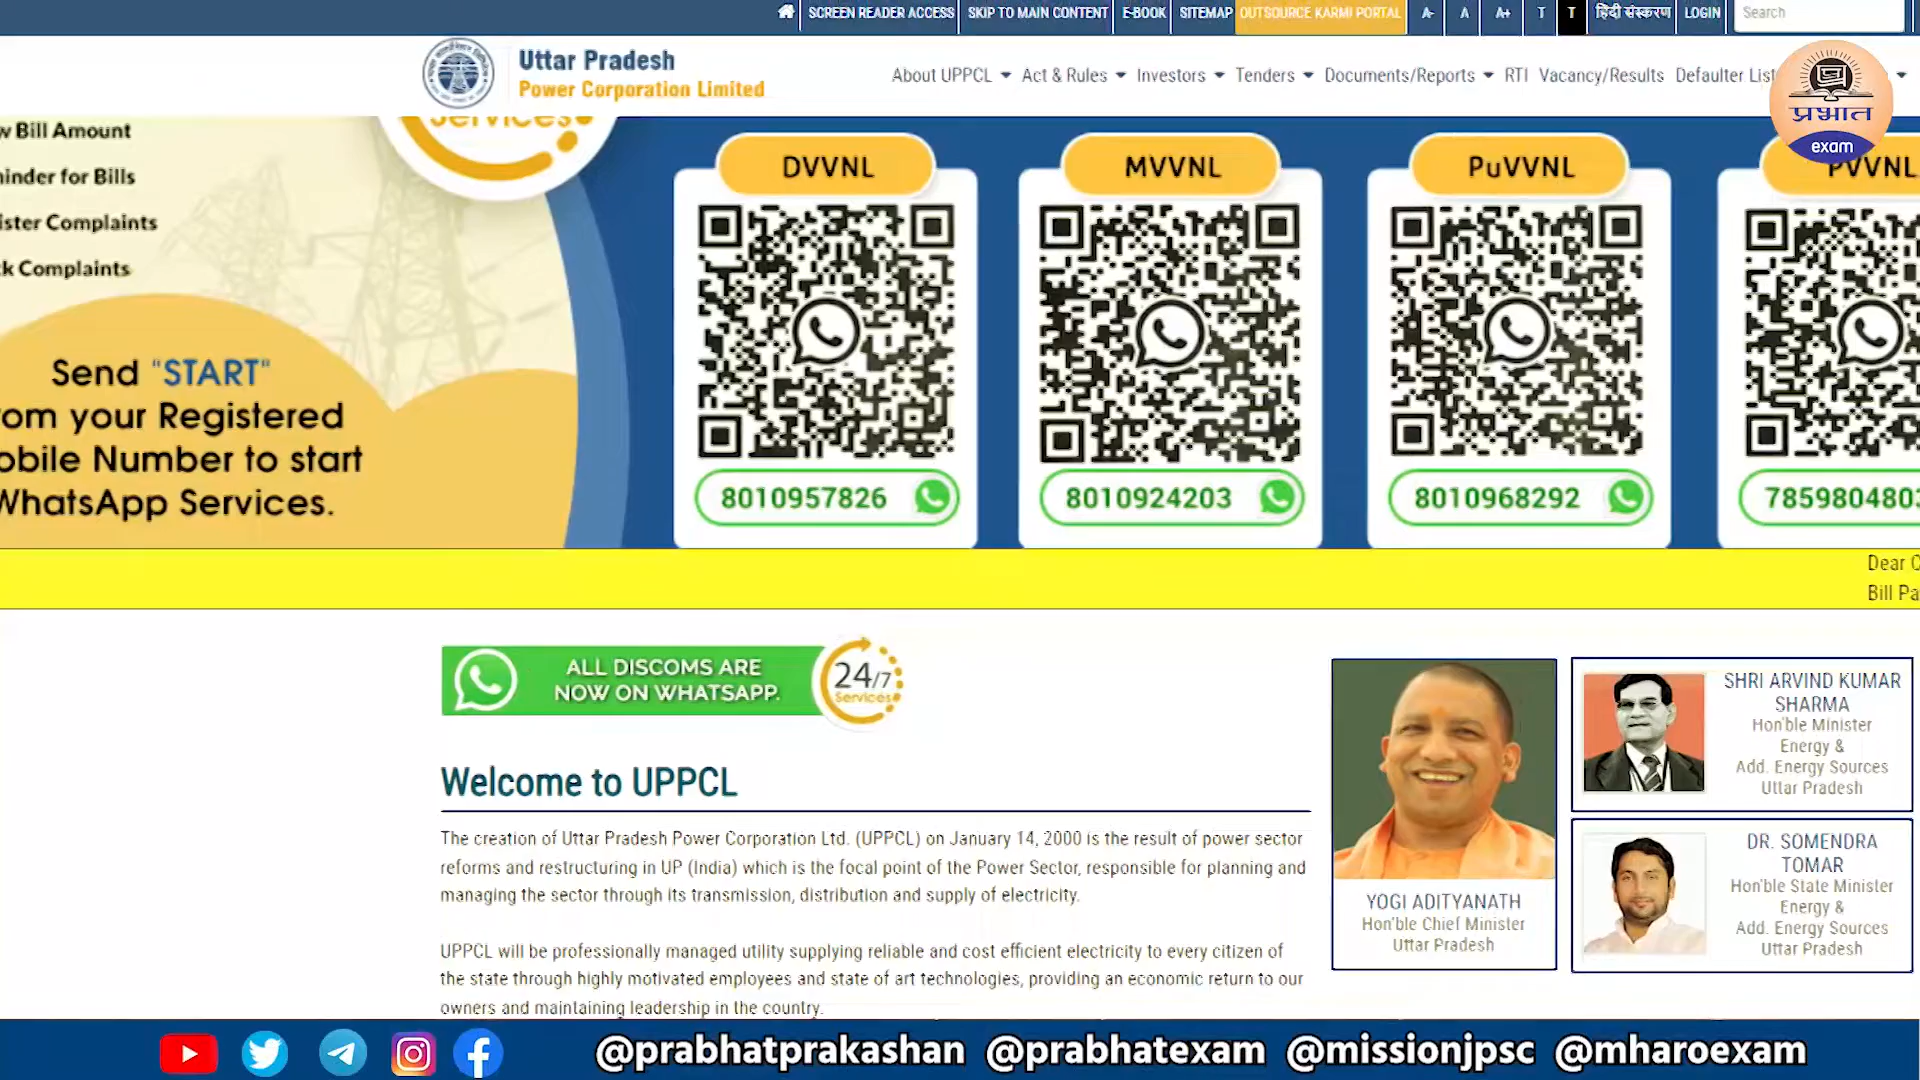 SCREEN READER ACCESS SKIP TO MAIN CONTENT E-BOOK SITEMAP OUTSOURCE KARMI PORTAL A- A A+ T T हिंदी संस्करण LOGIN Search
Uttar Pradesh
Power Corporation Limited
About UPPCL Act & Rules Investors Tenders Documents/Reports RTI Vacancy/Results Defaulter List
प्रभात
exam
w Bill Amount
inder for Bills
ister Complaints
k Complaints
Services
Send "START"
om your Registered
obile Number to start
WhatsApp Services.
DVVNL
8010957826
MVVNL
8010924203
PuVVNL
8010968292
PVVNL
785980480
Dear C
Bill Pa
ALL DISCOMS ARE
NOW ON WHATSAPP.
24/7
Services
Welcome to UPPCL
The creation of Uttar Pradesh Power Corporation Ltd. (UPPCL) on January 14, 2000 is the result of power sector
reforms and restructuring in UP (India) which is the focal point of the Power Sector, responsible for planning and
managing the sector through its transmission, distribution and supply of electricity.
UPPCL will be professionally managed utility supplying reliable and cost efficient electricity to every citizen of
the state through highly motivated employees and state of art technologies, providing an economic return to our
owners and maintaining leadership in the country.
YOGI ADITYANATH
Hon'ble Chief Minister
Uttar Pradesh
SHRI ARVIND KUMAR
SHARMA
Hon'ble Minister
Energy &
Add. Energy Sources
Uttar Pradesh
DR. SOMENDRA
TOMAR
Hon'ble State Minister
Energy &
Add. Energy Sources
Uttar Pradesh
@prabhatprakashan @prabhatexam @missionjpsc @mharoexam